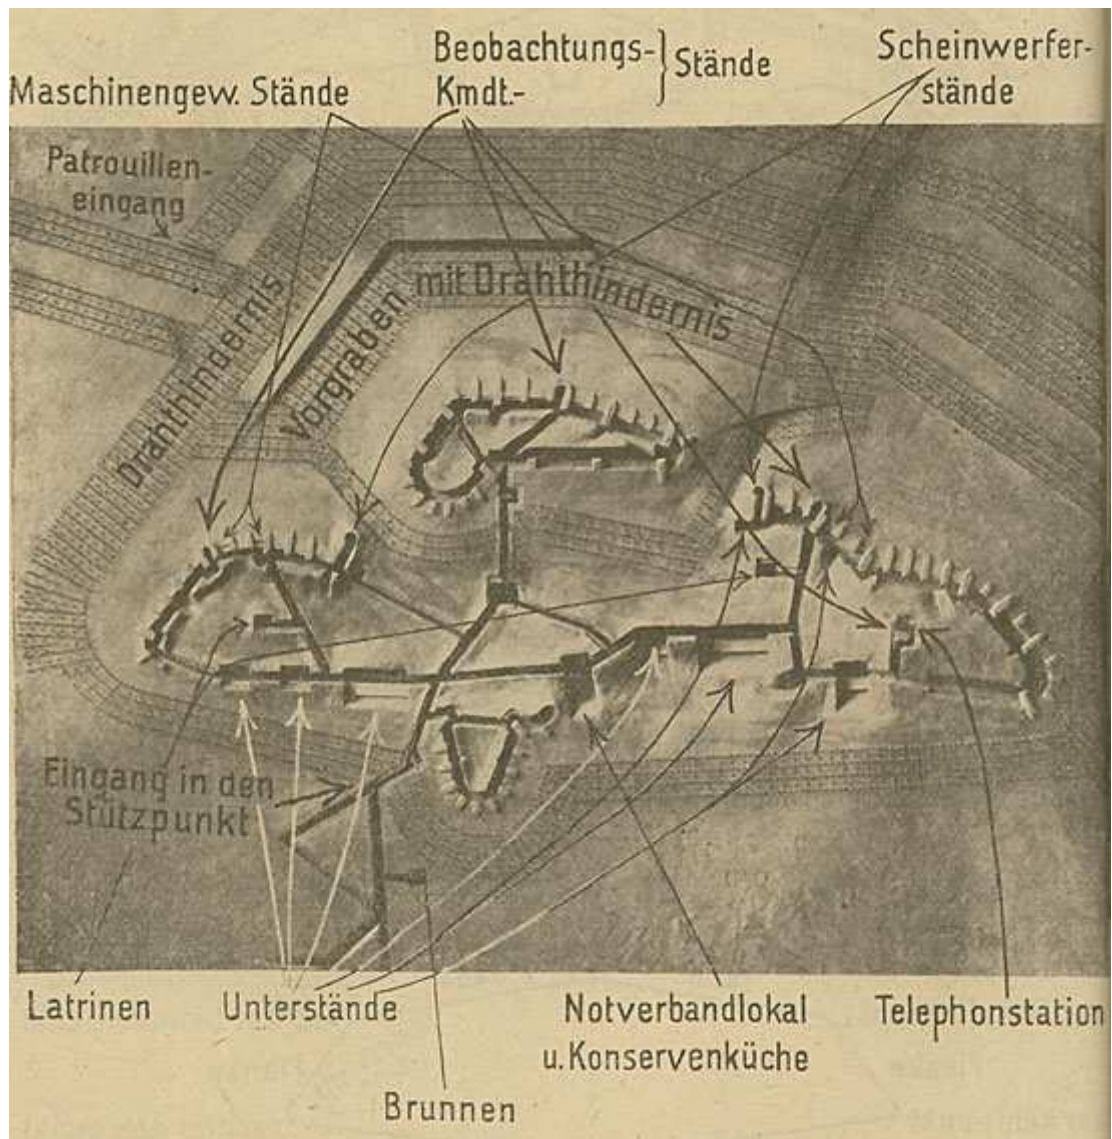 Beobachtungs-
Kmdt.-
Stände
Scheinwerfer-
stände
Maschinengew. Stände
Patrouillen-
eingang
Drahthindernis
Vorgraben
mit Drahthindernis
Eingang in den
Stützpunkt
Latrinen
Unterstände
Notverbandlokal
u. Konservenküche
Telephonstation
Brunnen